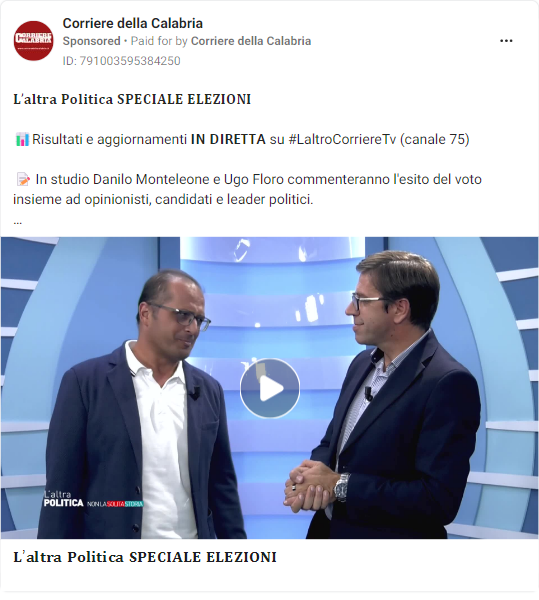 Corriere della Calabria
Sponsored • Paid for by Corriere della Calabria
ID: 791003595384250
L'altra Politica SPECIALE ELEZIONI
📊 Risultati e aggiornamenti IN DIRETTA su #LaltroCorriereTv (canale 75)
📝 In studio Danilo Monteleone e Ugo Floro commenteranno l'esito del voto
insieme ad opinionisti, candidati e leader politici.
...
L'altra
POLITICA NON LA SOLITA STORIA
L'altra Politica SPECIALE ELEZIONI